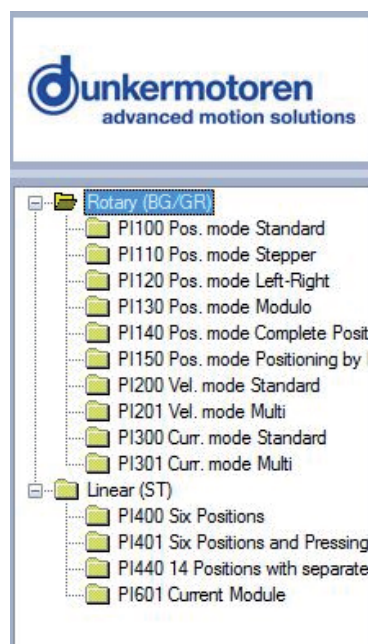 dunkermotoren
advanced motion solutions
Rotary (BG/GR)
PI100 Pos. mode Standard
PI110 Pos. mode Stepper
PI120 Pos. mode Left-Right
PI130 Pos. mode Modulo
PI140 Pos. mode Complete Posit
PI150 Pos. mode Positioning by
PI200 Vel. mode Standard
PI201 Vel. mode Multi
PI300 Curr. mode Standard
PI301 Curr. mode Multi
Linear (ST)
PI400 Six Positions
PI401 Six Positions and Pressing
PI440 14 Positions with separate
PI601 Current Module